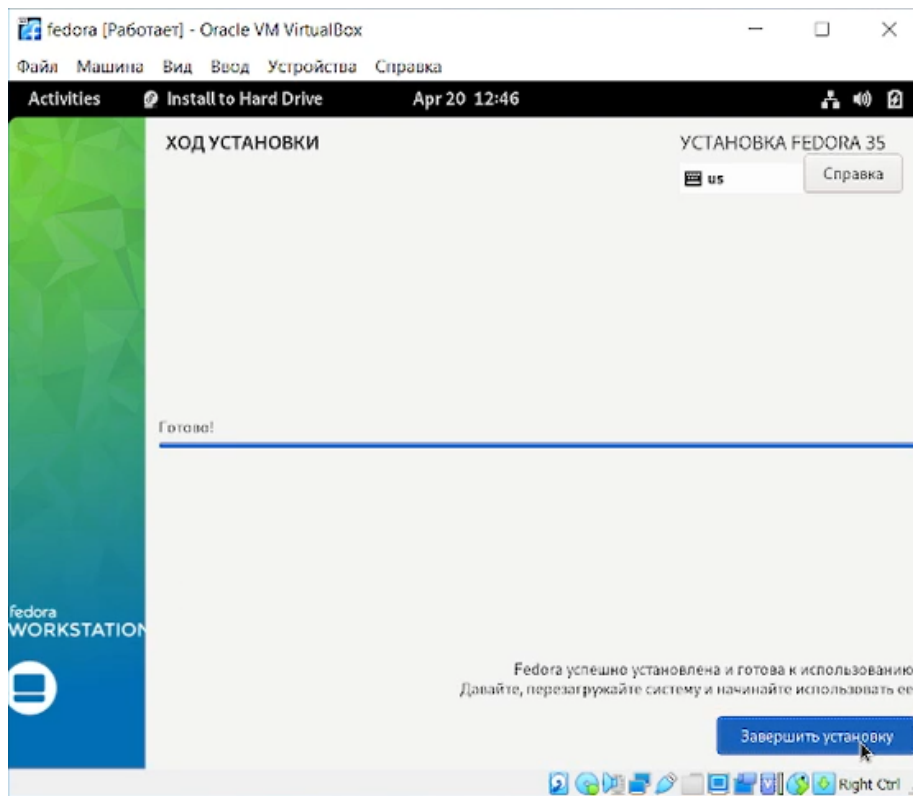 fedora [Работает] - Oracle VM VirtualBox
Файл Машина Вид Ввод Устройства Справка
Activities Install to Hard Drive Apr 20 12:46
ХОД УСТАНОВКИ
УСТАНОВКА FEDORA 35
us
Справка
Готово!
fedora
WORKSTATION
Fedora успешно установлена и готова к использованию
Давайте, перезагружайте систему и начинайте использовать ее
Завершить установку
Right Ctrl